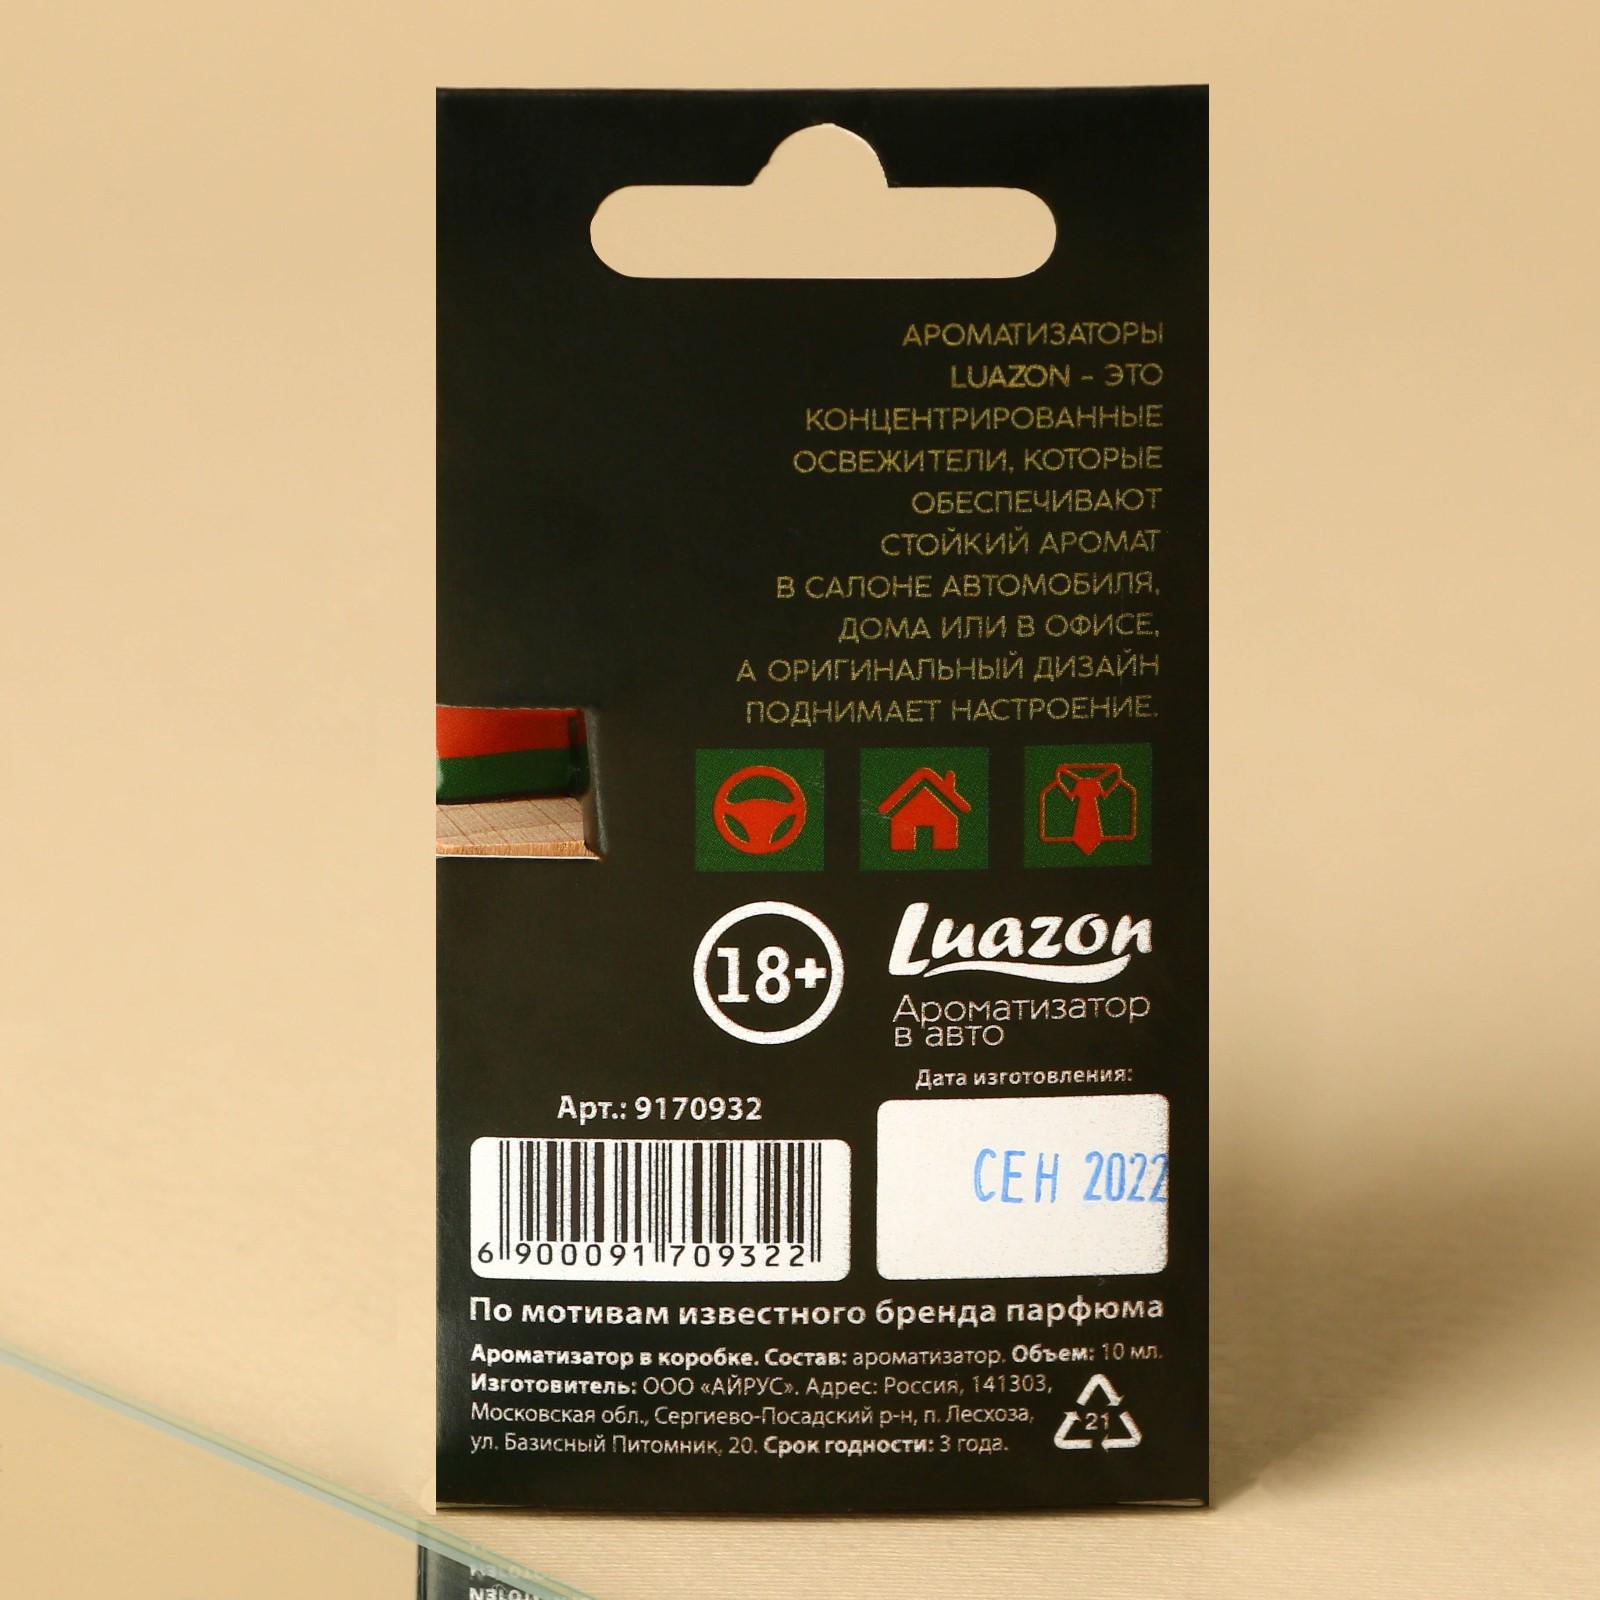 АРОМАТИЗАТОРЫ
LUAZON - ЭТО
КОНЦЕНТРИРОВАННЫЕ
ОСВЕЖИТЕЛИ, КОТОРЫЕ
ОБЕСПЕЧИВАЮТ
СТОЙКИЙ АРОМАТ
В САЛОНЕ АВТОМОБИЛЯ,
ДОМА ИЛИ В ОФИСЕ,
А ОРИГИНАЛЬНЫЙ ДИЗАЙН
ПОДНИМАЕТ НАСТРОЕНИЕ.
18+
Luazon
Ароматизатор
в авто
Дата изготовления:
СЕН 2022
Арт.: 9170932
6 900091 709322
По мотивам известного бренда парфюма
Ароматизатор в коробке. Состав: ароматизатор. Объем: 10 мл.
Изготовитель: ООО «АЙРУС». Адрес: Россия, 141303,
Московская обл., Сергиево-Посадский р-н, п. Лесхоза,
ул. Базисный Питомник, 20. Срок годности: 3 года.
21